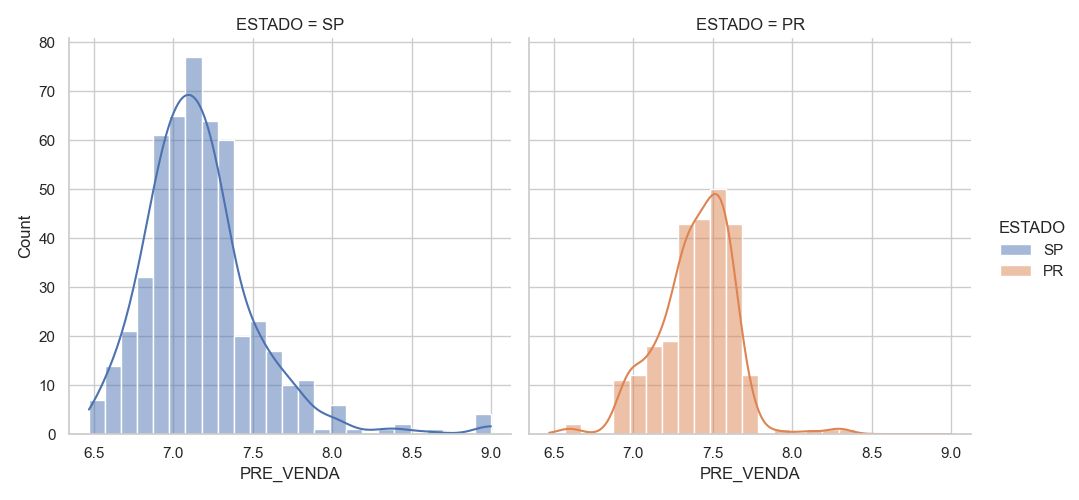 ESTADO = SP
ESTADO = PR
80
70
60
50
40
30
20
10
0
Count
6.5 7.0 7.5 8.0 8.5 9.0
PRE_VENDA
6.5 7.0 7.5 8.0 8.5 9.0
PRE_VENDA
ESTADO
SP
PR